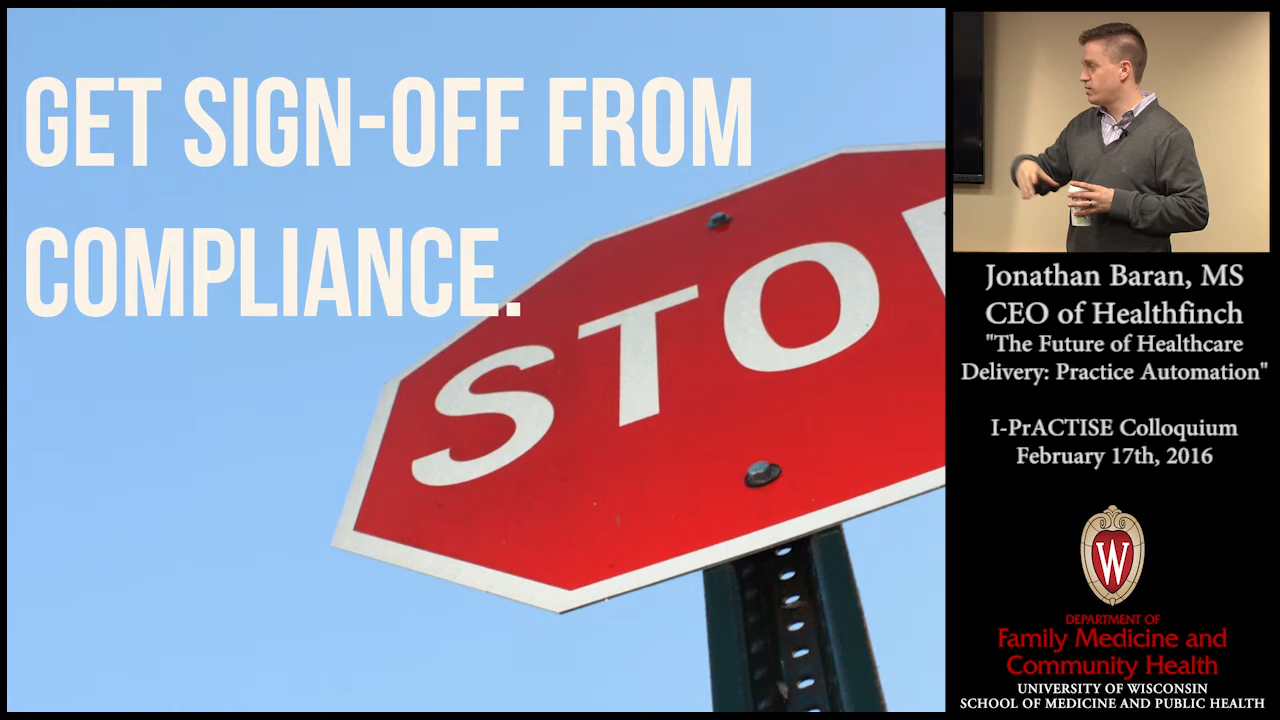 GET SIGN-OFF FROM
COMPLIANCE.
STO
Jonathan Baran, MS
CEO of Healthfinch
"The Future of Healthcare
Delivery: Practice Automation"
I-PrACTISE Colloquium
February 17th, 2016
W
DEPARTMENT OF
Family Medicine and
Community Health
UNIVERSITY OF WISCONSIN
SCHOOL OF MEDICINE AND PUBLIC HEALTH